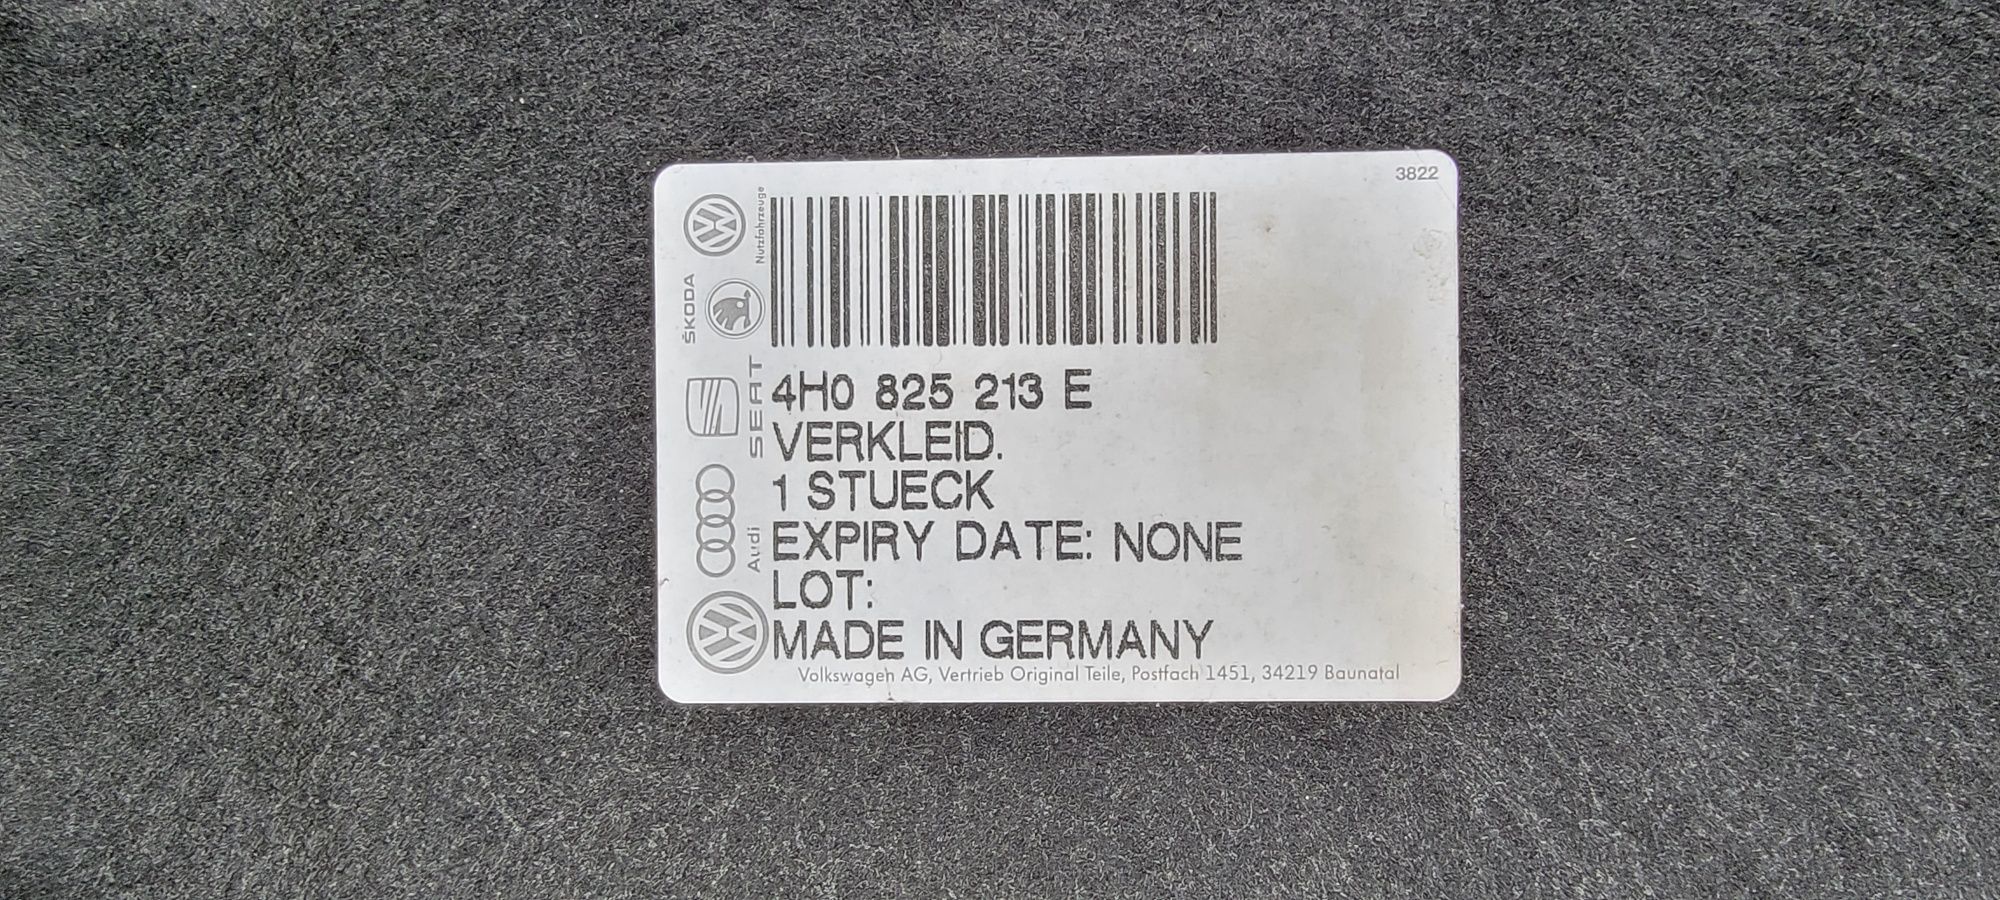 3822
Nutzfahrzeuge
ŠKODA
SEAT
Audi
4H0 825 213 E
VERKLEID.
1 STUECK
EXPIRY DATE: NONE
LOT:
MADE IN GERMANY
Volkswagen AG, Vertrieb Original Teile, Postfach 1451, 34219 Baunatal